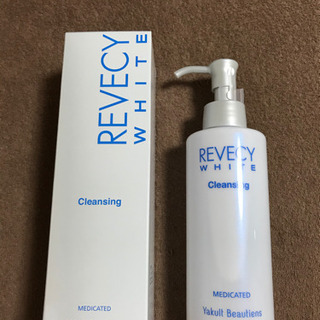 REVECY
WHITE
Cleansing
MEDICATED
REVECY
WHITE
Cleansing
MEDICATED
Yakult Beautiens